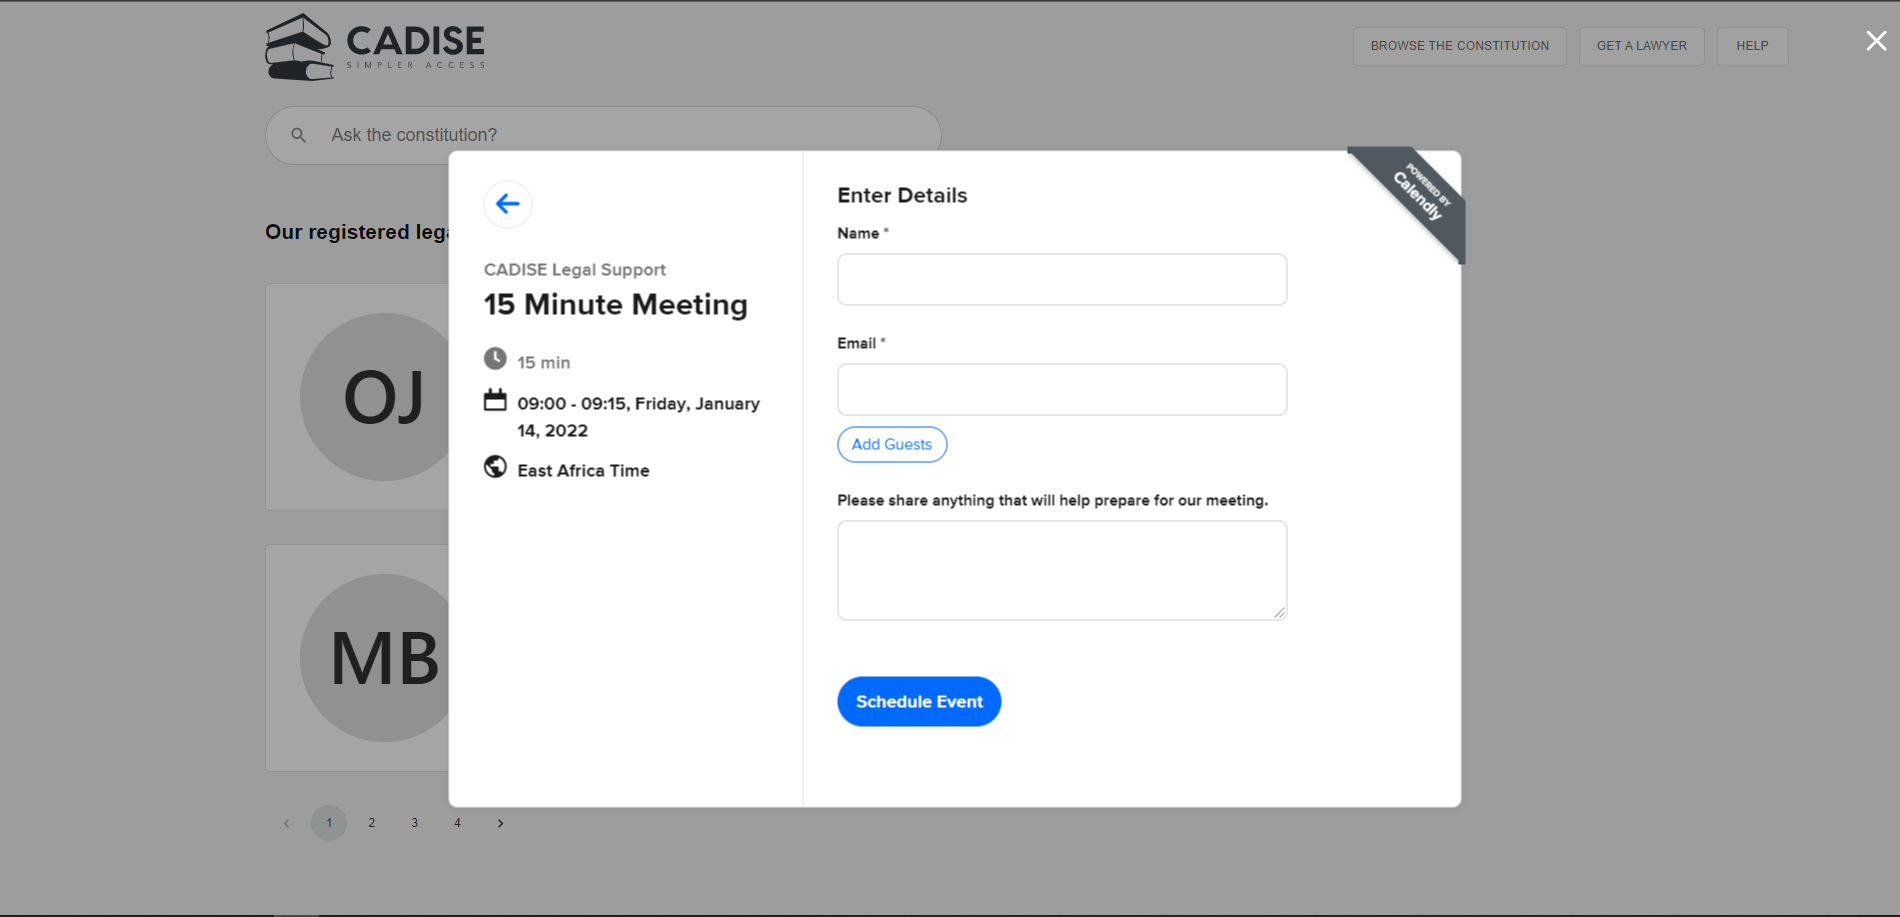 CADISE
SIMPLER ACCESS
BROWSE THE CONSTITUTION
GET A LAWYER
HELP
Ask the constitution?
Our registered lega
OJ
MB
1
2
3
4
CADISE Legal Support
15 Minute Meeting
15 min
09:00 - 09:15, Friday, January
14, 2022
East Africa Time
POWERED BY
Calendly
Enter Details
Name *
Email *
Add Guests
Please share anything that will help prepare for our meeting.
Schedule Event